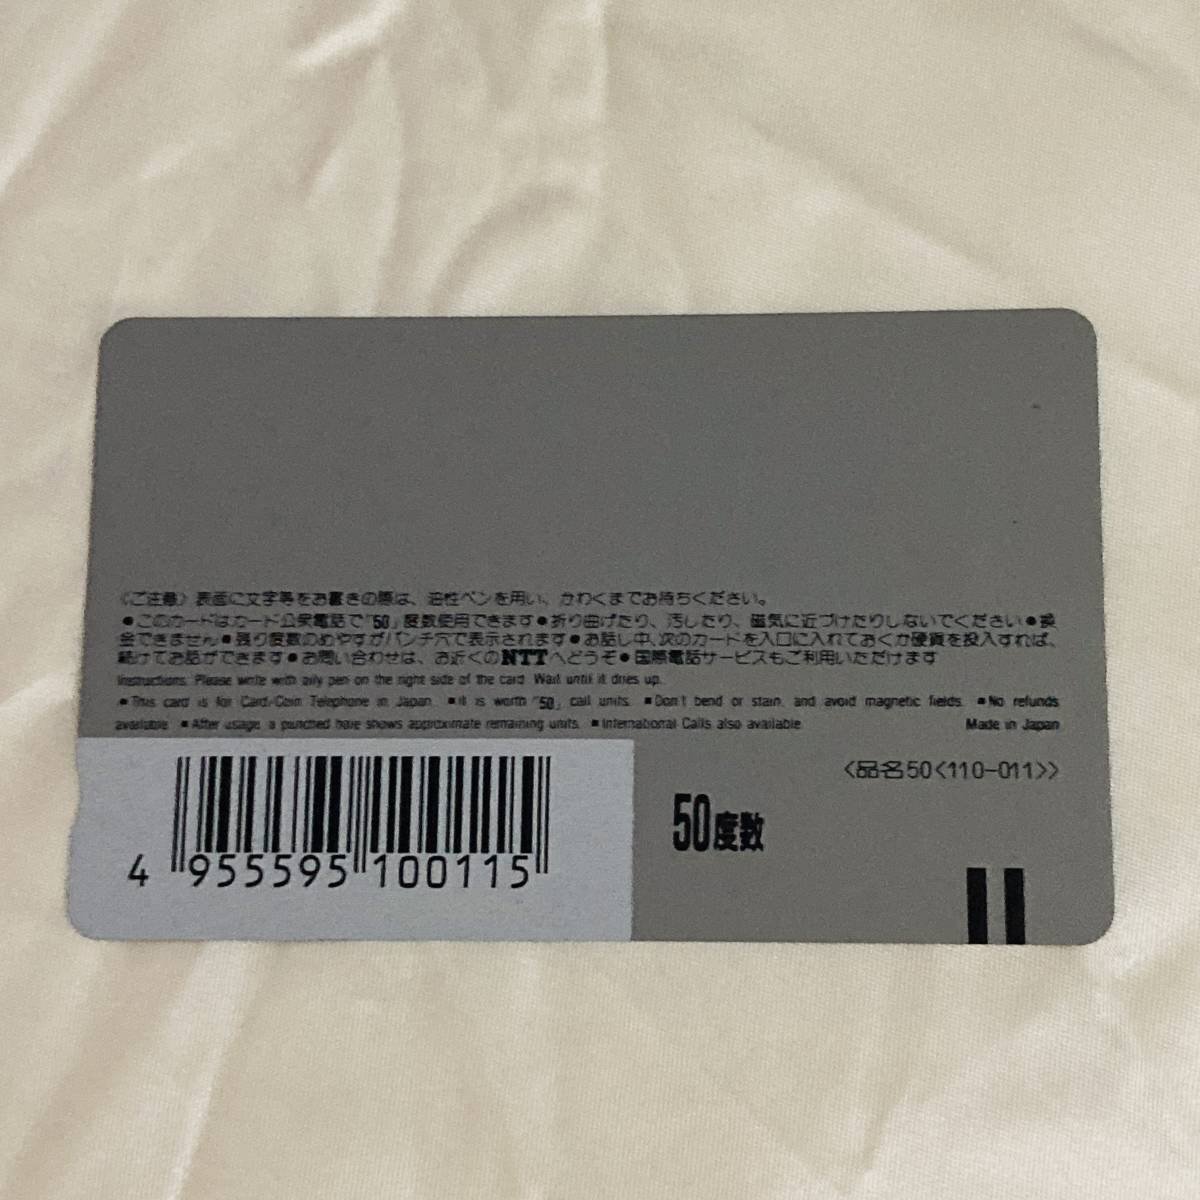 〈ご注意〉表面に文字等をお書きの際は、油性ペンを用い、かわくまでお待ちください。
●このカードはカード公衆電話で「50」度数使用できます●折り曲げたり、汚したり、磁気に近づけたりしないでください●換
金できません●残り度数のめやすがパンチ穴で表示されます●お話し中、次のカードを入口に入れておくか硬貨を投入すれば、
続けてお話ができます●お問い合わせは、お近くのNTTへどうぞ●国際電話サービスもご利用いただけます
Instructions: Please write with oily pen on the right side of the card. Wait until it dries up.
■This card is for Card/Coin Telephone in Japan. ■It is worth「50」call units. ■Don't bend or stain, and avoid magnetic fields. ■No refunds
available. ■After usage, a punched hole shows approximate remaining units. ■International Calls also available. Made in Japan
〈品名50〈110-011〉〉
50度数
4 955595 100115